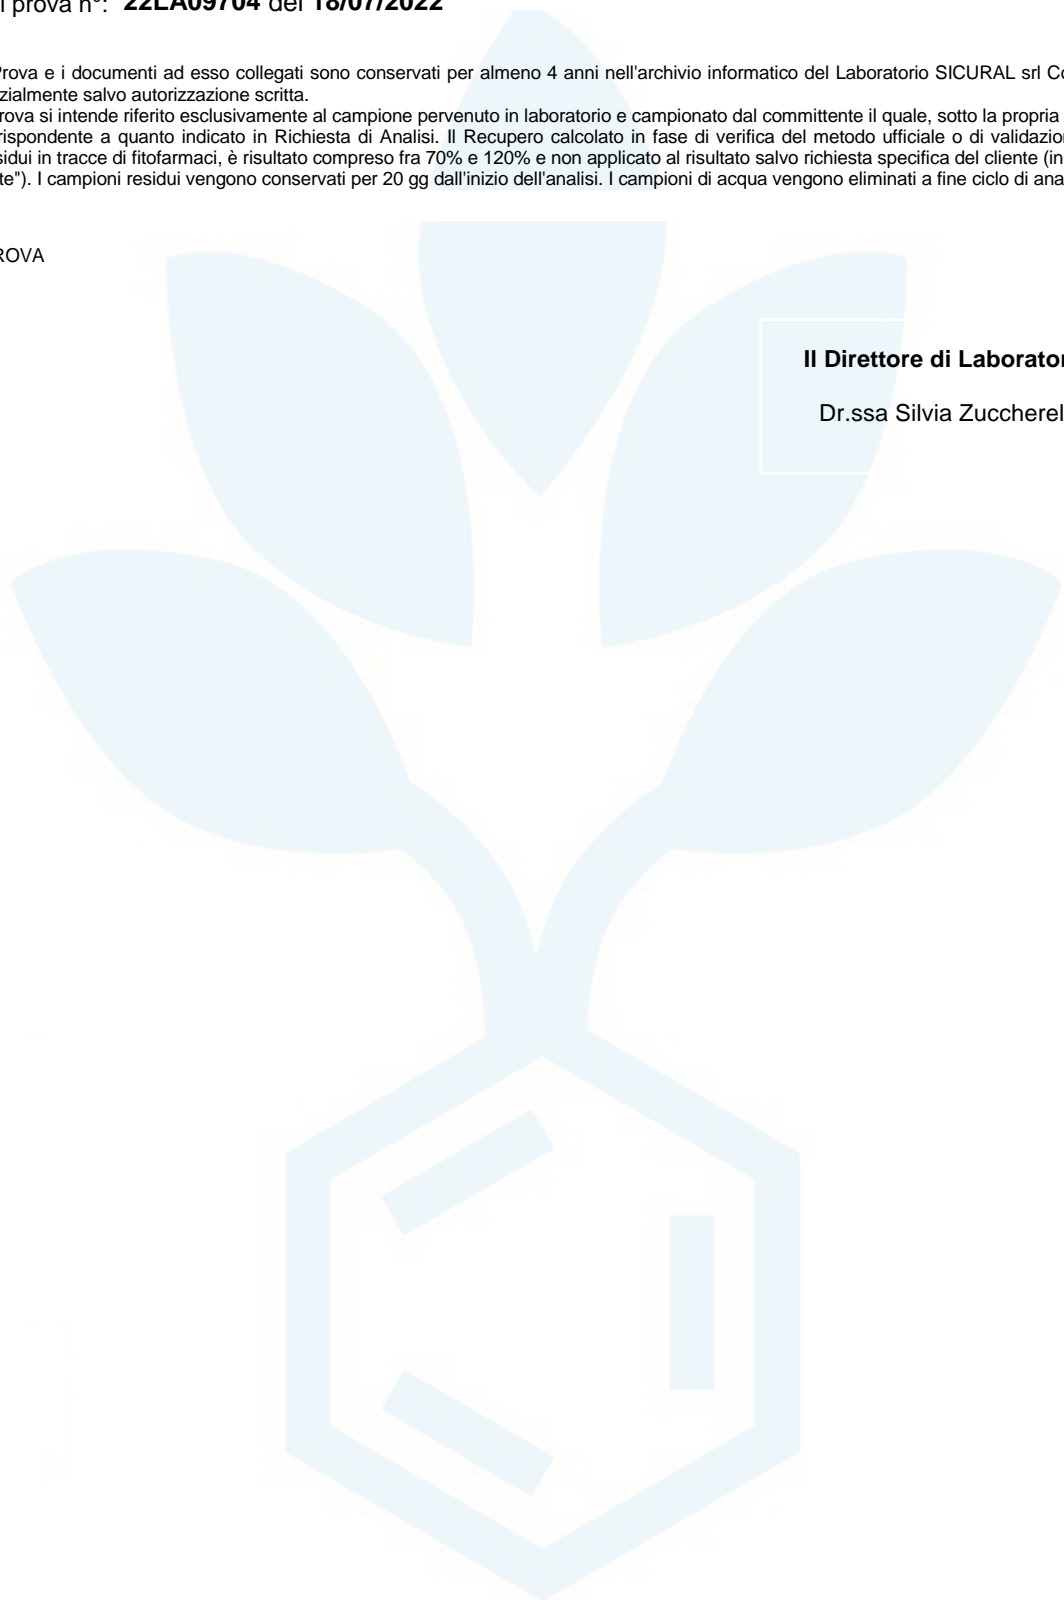 i prova n°: 22LA09704 del 18/07/2022
Prova e i documenti ad esso collegati sono conservati per almeno 4 anni nell'archivio informatico del Laboratorio SICURAL srl Co
zialmente salvo autorizzazione scritta.
rova si intende riferito esclusivamente al campione pervenuto in laboratorio e campionato dal committente il quale, sotto la propria
rispondente a quanto indicato in Richiesta di Analisi. Il Recupero calcolato in fase di verifica del metodo ufficiale o di validazion
sidui in tracce di fitofarmaci, è risultato compreso fra 70% e 120% e non applicato al risultato salvo richiesta specifica del cliente (in
te"). I campioni residui vengono conservati per 20 gg dall'inizio dell'analisi. I campioni di acqua vengono eliminati a fine ciclo di ana
ROVA
Il Direttore di Laborator
Dr.ssa Silvia Zuccherel